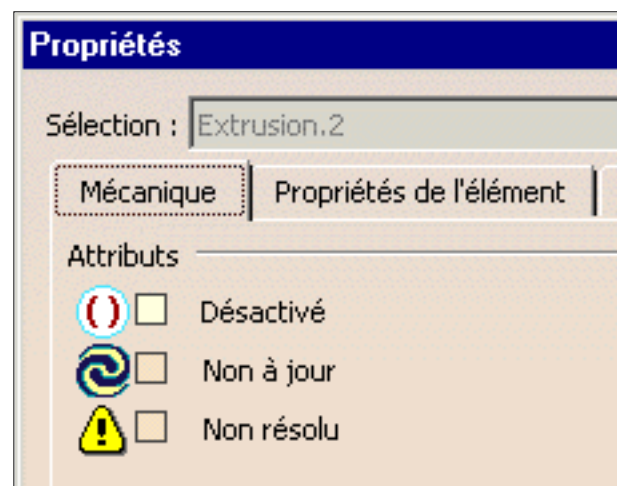 Propriétés
Sélection : Extrusion.2
Mécanique Propriétés de l'élément
Attributs
Désactivé
Non à jour
Non résolu